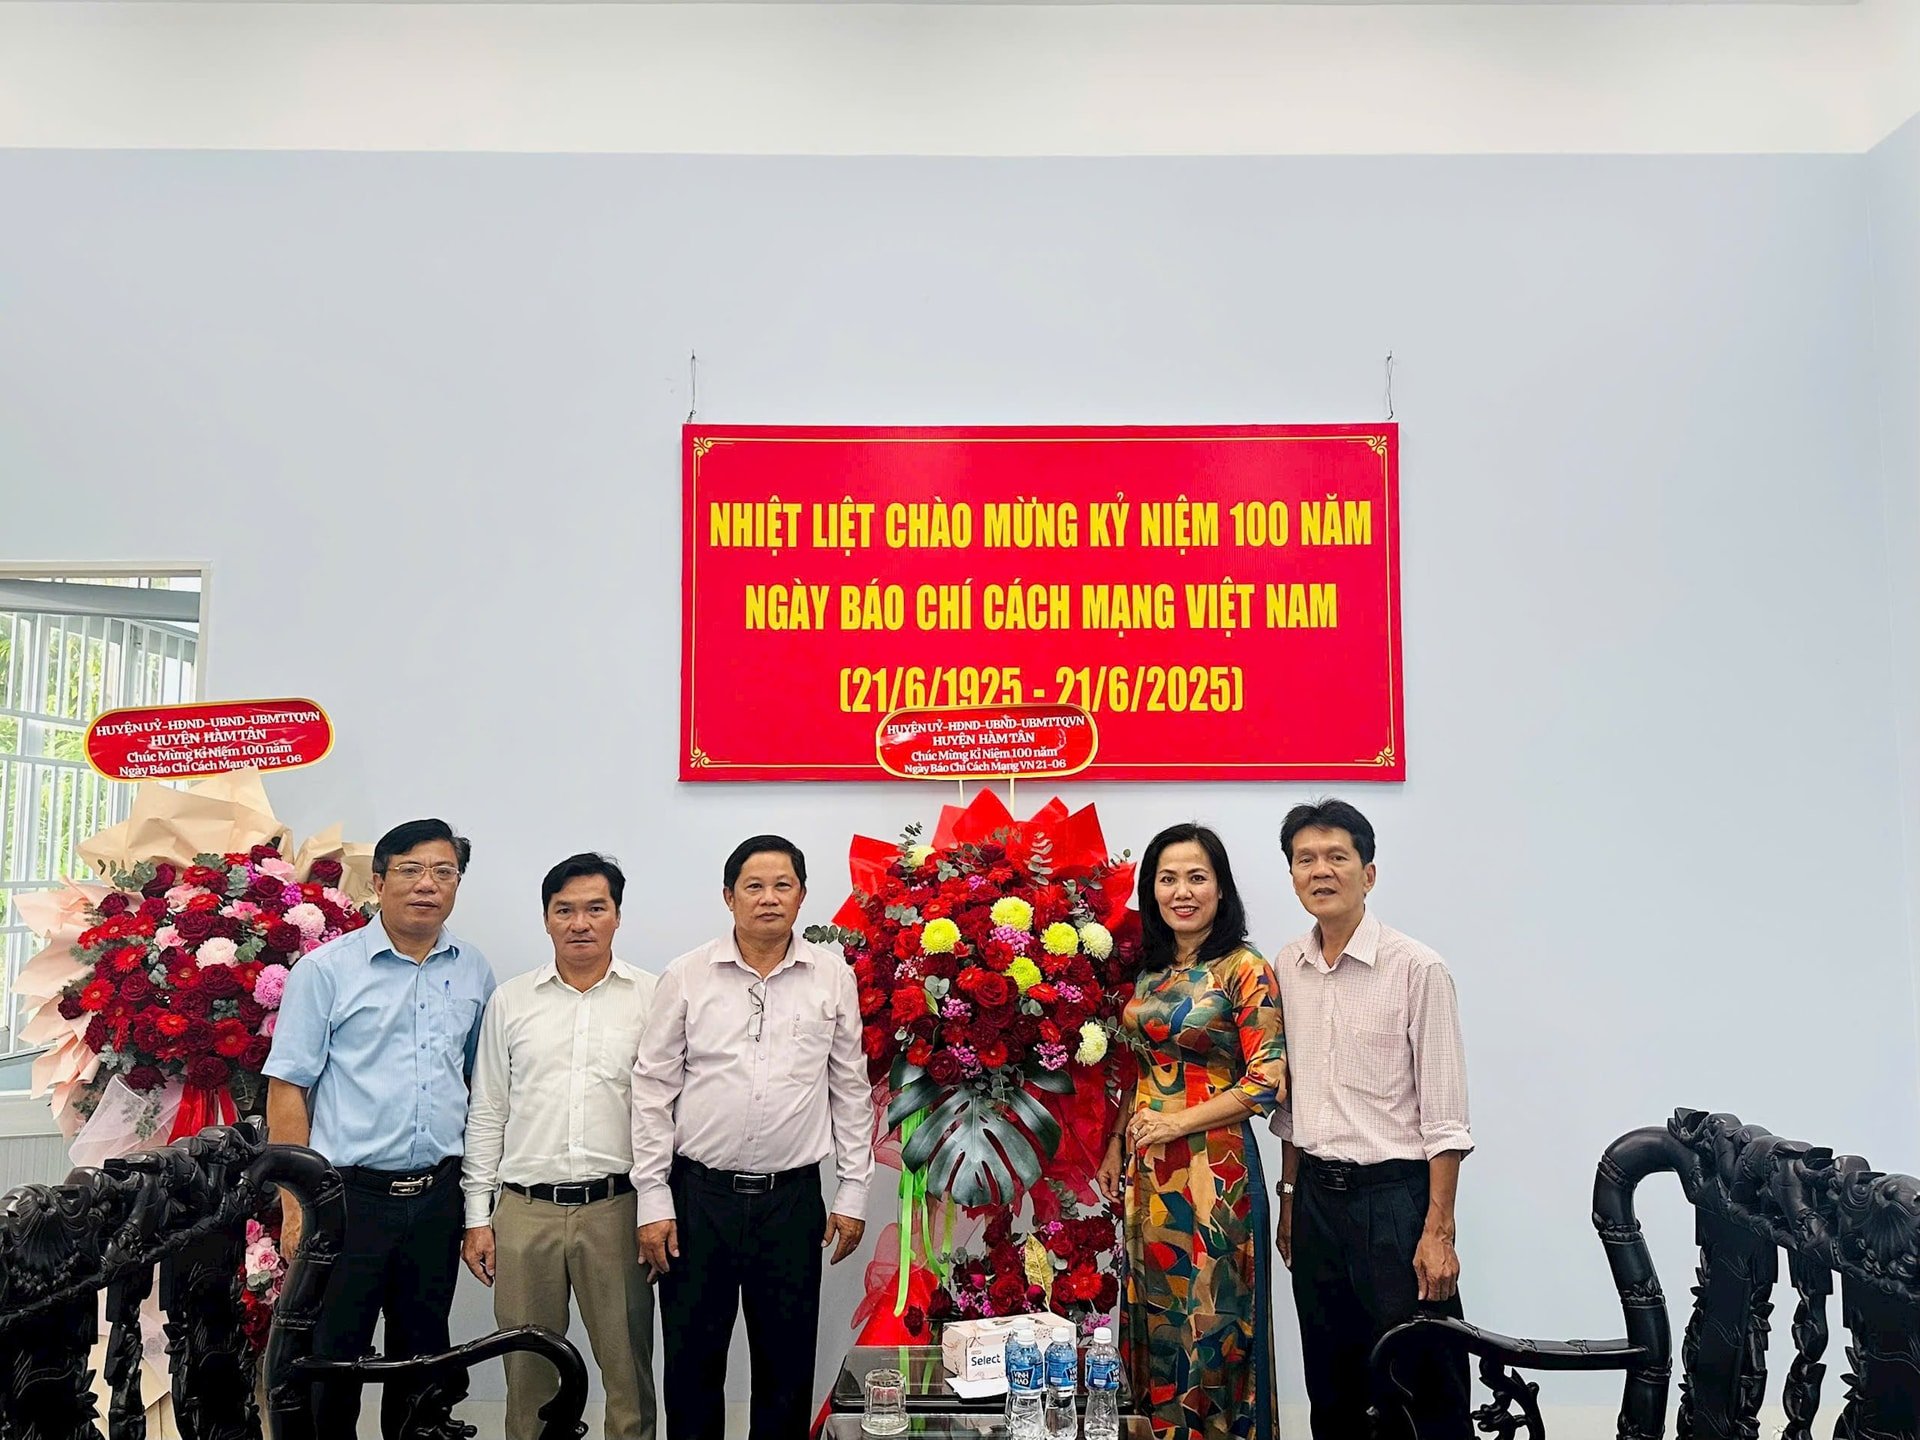 NHIỆT LIỆT CHÀO MỪNG KỶ NIỆM 100 NĂM
NGÀY BÁO CHÍ CÁCH MẠNG VIỆT NAM
(21/6/1925 - 21/6/2025)
HUYỆN UỶ-HĐND-UBND-UBMTTQVN
HUYỆN HÀM TÂN
Chúc Mừng Kỉ Niệm 100 năm
Ngày Báo Chí Cách Mạng VN 21-06
HUYỆN UỶ-HĐND-UBND-UBMTTQVN
HUYỆN HÀM TÂN
Chúc Mừng Kỉ Niệm 100 năm
Ngày Báo Chí Cách Mạng VN 21-06
Select
VĨNH HẢO